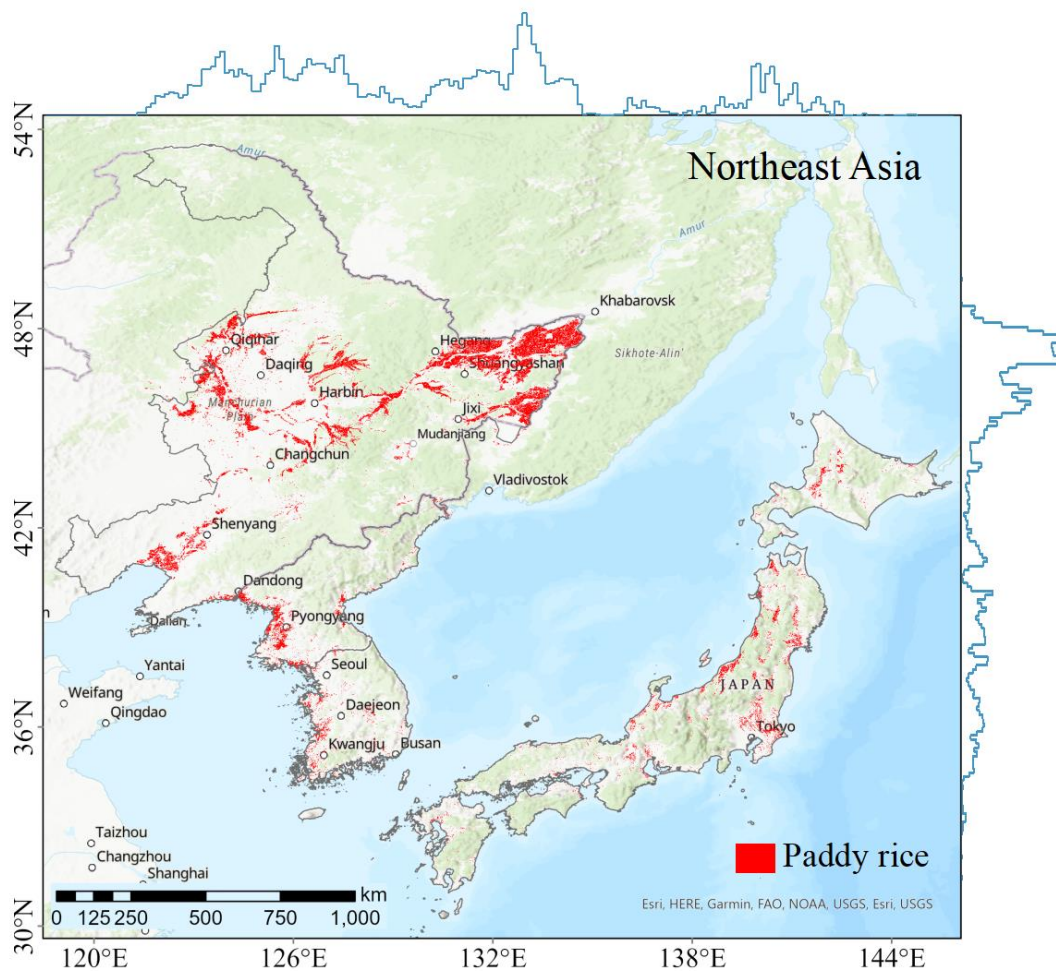 54°N
48°N
42°N
36°N
30°N
Northeast Asia
Amur
Amur
Khabarovsk
Sikhote-Alin'
Hegang
Shuangyashan
Qiqihar
Daqing
Harbin
Manchurian
Plain
Jixi
Mudanjiang
Changchun
Vladivostok
Shenyang
Dandong
Dalian
Pyongyang
Yantai
Seoul
Weifang
Daejeon
Qingdao
Kwangju
Busan
JAPAN
Tokyo
Taizhou
Changzhou
Shanghai
Paddy rice
km
0 125 250 500 750 1,000
Esri, HERE, Garmin, FAO, NOAA, USGS, Esri, USGS
120°E 126°E 132°E 138°E 144°E